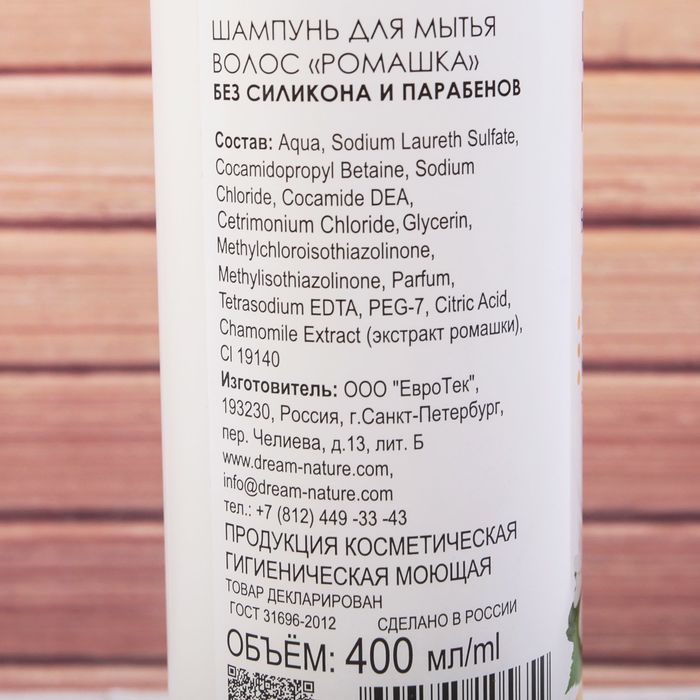 ШАМПУНЬ ДЛЯ МЫТЬЯ
ВОЛОС «РОМАШКА»
БЕЗ СИЛИКОНА И ПАРАБЕНОВ
Состав: Aqua, Sodium Laureth Sulfate,
Cocamidopropyl Betaine, Sodium
Chloride, Cocamide DEA,
Cetrimonium Chloride, Glycerin,
Methylchloroisothiazolinone,
Methylisothiazolinone, Parfum,
Tetrasodium EDTA, PEG-7, Citric Acid,
Chamomile Extract (экстракт ромашки),
CI 19140
Изготовитель: ООО "ЕвроТек",
193230, Россия, г.Санкт-Петербург,
пер. Челиева, д.13, лит. Б
www.dream-nature.com,
info@dream-nature.com
тел.: +7 (812) 449 -33 -43
ПРОДУКЦИЯ КОСМЕТИЧЕСКАЯ
ГИГИЕНИЧЕСКАЯ МОЮЩАЯ
ТОВАР ДЕКЛАРИРОВАН
ГОСТ 31696-2012 СДЕЛАНО В РОССИИ
ОБЪЁМ: 400 мл/ml